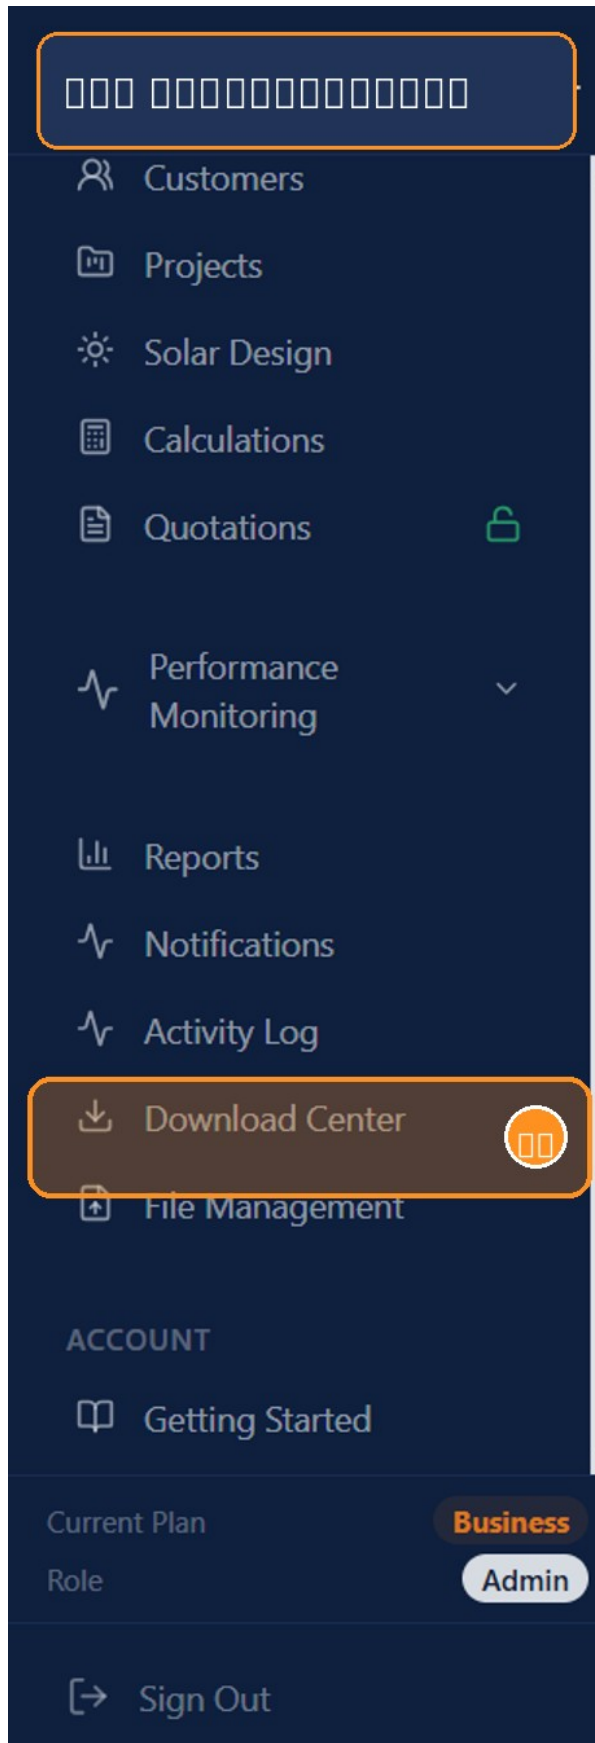 Customers
Projects
Solar Design
Calculations
Quotations
Performance
Monitoring
Reports
Notifications
Activity Log
Download Center
File Management
ACCOUNT
Getting Started
Current Plan Business
Role Admin
Sign Out